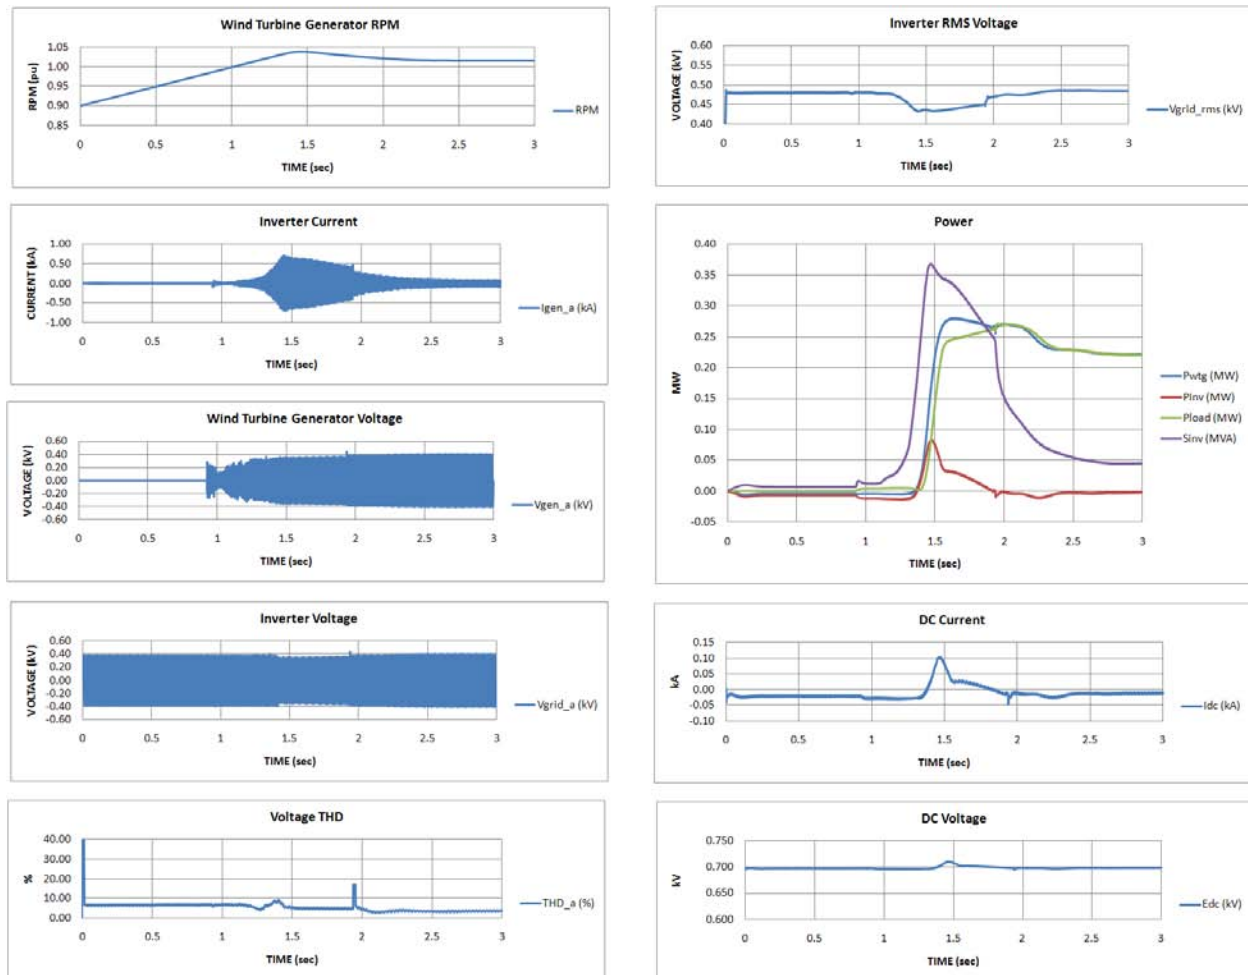 Wind Turbine Generator RPM
RPM (pu)
1.05
1.00
0.95
0.90
0.85
0 0.5 1 1.5 2 2.5 3
TIME (sec)
RPM
Inverter Current
CURRENT (kA)
1.00
0.50
0.00
-0.50
-1.00
0 0.5 1 1.5 2 2.5 3
TIME (sec)
Igen_a (kA)
Wind Turbine Generator Voltage
VOLTAGE (kV)
0.60
0.40
0.20
0.00
-0.20
-0.40
-0.60
0 0.5 1 1.5 2 2.5 3
TIME (sec)
Vgen_a (kV)
Inverter Voltage
VOLTAGE (kV)
0.60
0.40
0.20
0.00
-0.20
-0.40
-0.60
0 0.5 1 1.5 2 2.5 3
TIME (sec)
Vgrid_a (kV)
Voltage THD
%
40.00
30.00
20.00
10.00
0.00
0 0.5 1 1.5 2 2.5 3
TIME (sec)
THD_a (%)
Inverter RMS Voltage
VOLTAGE (kV)
0.60
0.55
0.50
0.45
0.40
0 0.5 1 1.5 2 2.5 3
TIME (sec)
Vgrid_rms (kV)
Power
MW
0.40
0.35
0.30
0.25
0.20
0.15
0.10
0.05
0.00
-0.05
0 0.5 1 1.5 2 2.5 3
TIME (sec)
Pwtg (MW)
Pinv (MW)
Pload (MW)
Sinv (MVA)
DC Current
kA
0.15
0.10
0.05
0.00
-0.05
-0.10
0 0.5 1 1.5 2 2.5 3
TIME (sec)
Idc (kA)
DC Voltage
kV
0.750
0.700
0.650
0.600
0 0.5 1 1.5 2 2.5 3
TIME (sec)
Edc (kV)